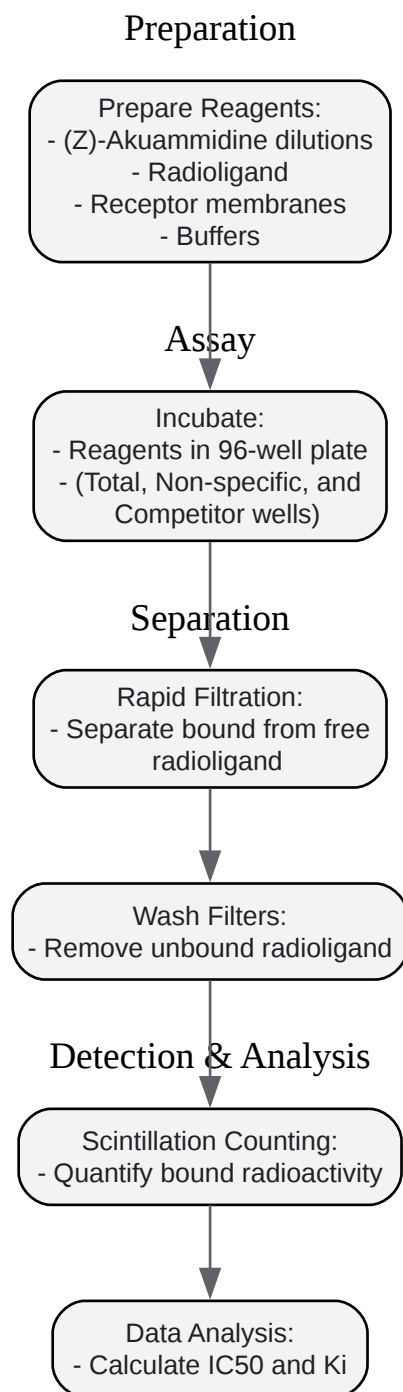 Preparation
Prepare Reagents:
- (Z)-Akuammidine dilutions
- Radioligand
- Receptor membranes
- Buffers
Assay
Incubate:
- Reagents in 96-well plate
- (Total, Non-specific, and
Competitor wells)
Separation
Rapid Filtration:
- Separate bound from free
radioligand
Wash Filters:
- Remove unbound radioligand
Detection & Analysis
Scintillation Counting:
- Quantify bound radioactivity
Data Analysis:
- Calculate IC50 and Ki